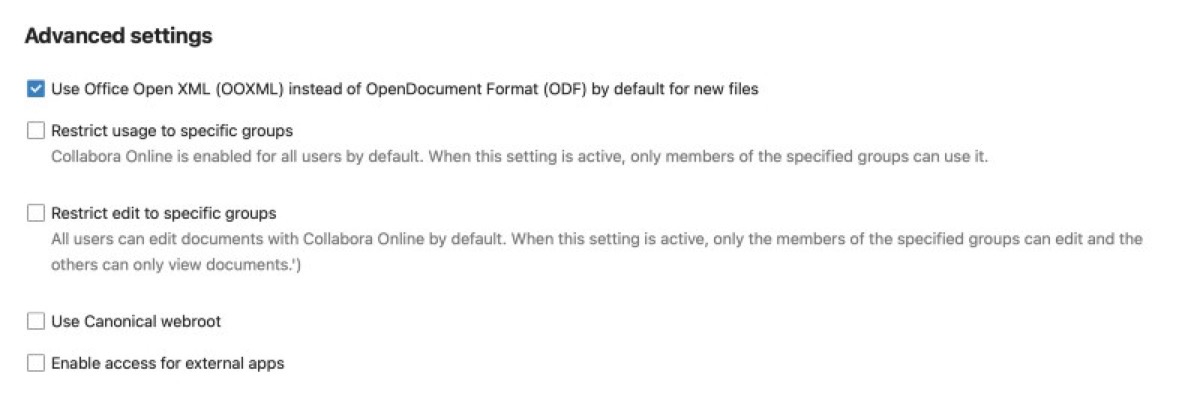 Advanced settings
Use Office Open XML (OOXML) instead of OpenDocument Format (ODF) by default for new files
Restrict usage to specific groups
Collabora Online is enabled for all users by default. When this setting is active, only members of the specified groups can use it.
Restrict edit to specific groups
All users can edit documents with Collabora Online by default. When this setting is active, only the members of the specified groups can edit and the
others can only view documents.')
Use Canonical webroot
Enable access for external apps